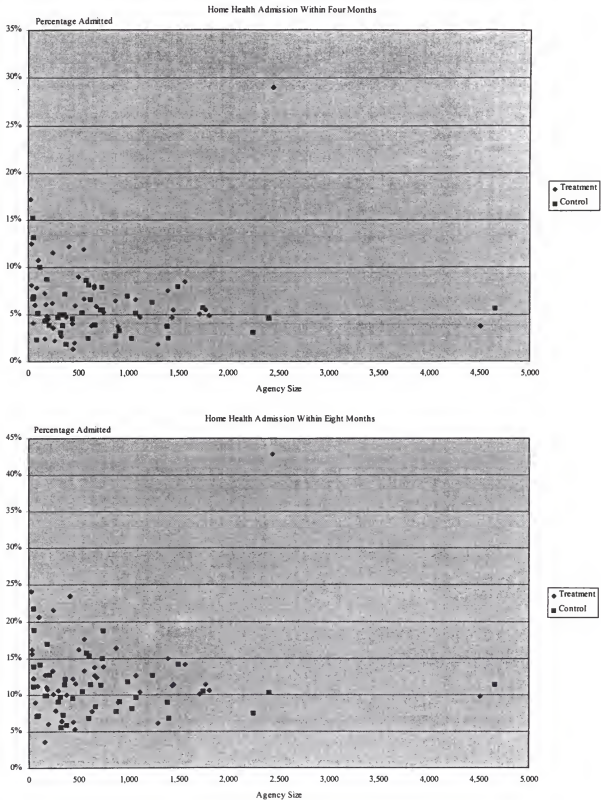 Home Health Admission Within Four Months
Percentage Admitted
35%
30%
25%
20%
15%
10%
5%
0%
0 500 1,000 1,500 2,000 2,500 3,000 3,500 4,000 4,500 5,000
Agency Size
Treatment
Control
Home Health Admission Within Eight Months
Percentage Admitted
45%
40%
35%
30%
25%
20%
15%
10%
5%
0%
0 500 1,000 1,500 2,000 2,500 3,000 3,500 4,000 4,500 5,000
Agency Size
Treatment
Control